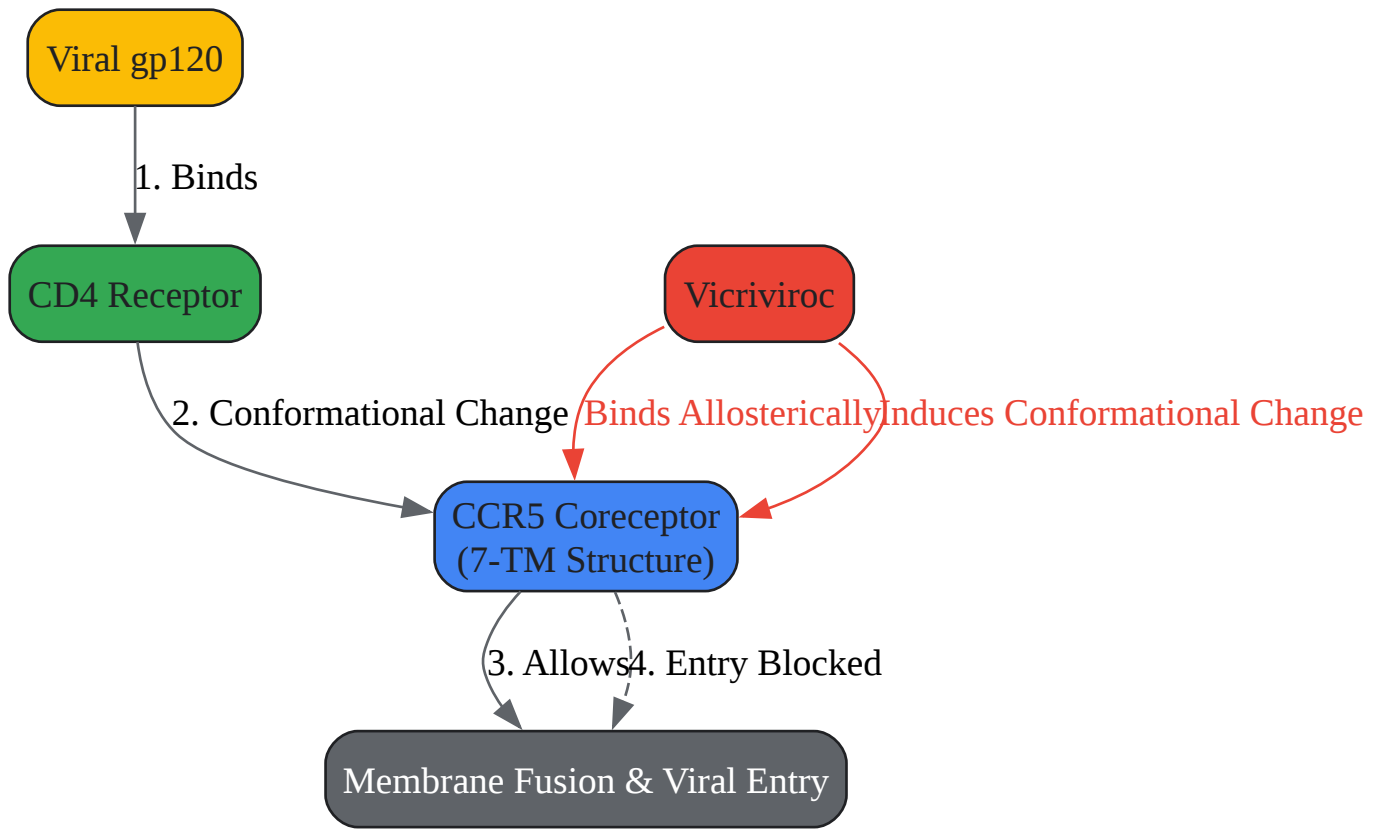 Viral gp120
1. Binds
CD4 Receptor
Vicriviroc
2. Conformational Change
Binds Allosterically
Induces Conformational Change
CCR5 Coreceptor
(7-TM Structure)
3. Allows
4. Entry Blocked
Membrane Fusion & Viral Entry